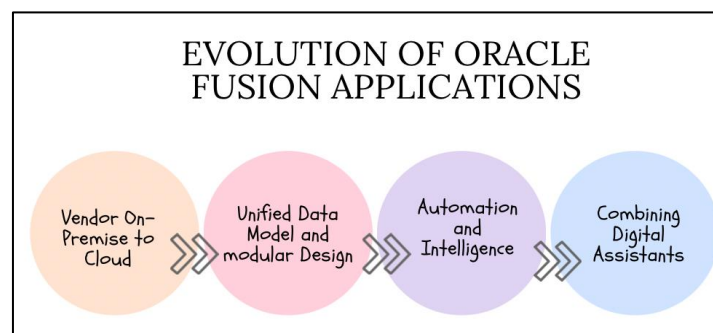 EVOLUTION OF ORACLE
FUSION APPLICATIONS
Vendor On-
Premise to
Cloud
Unified Data
Model and
modular Design
Automation
and
Intelligence
Combining
Digital
Assistants